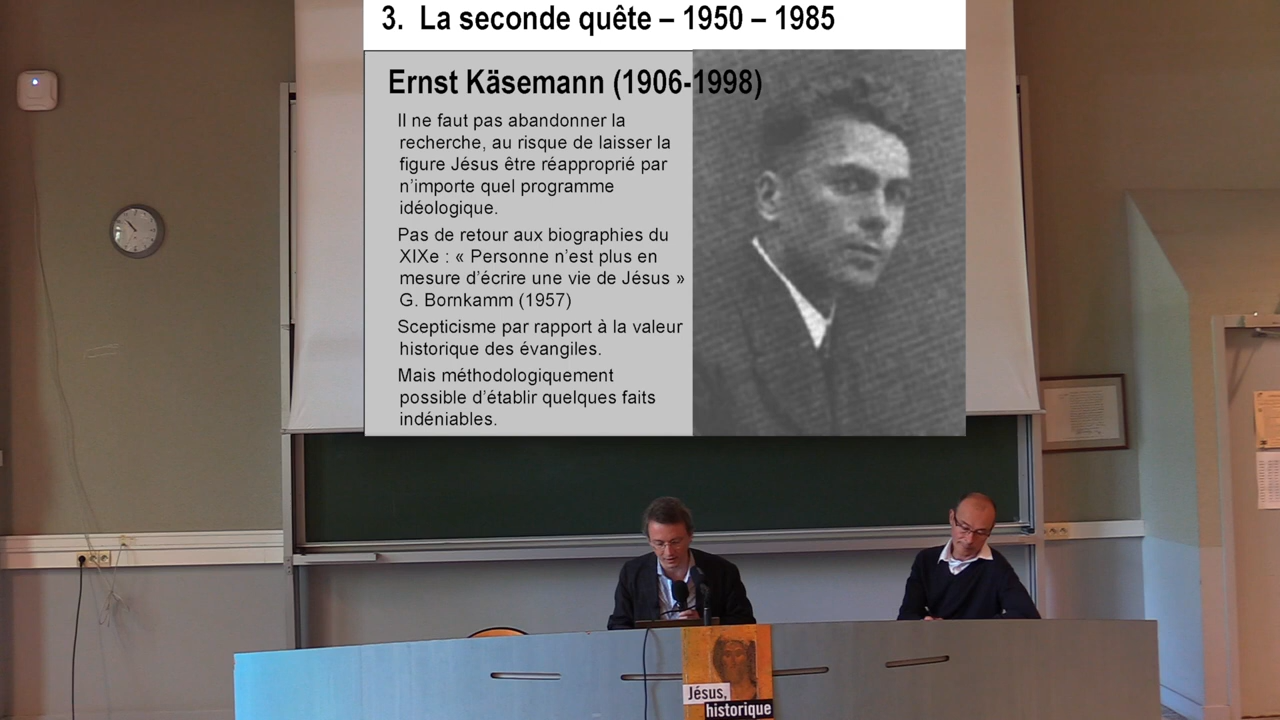 3. La seconde quête – 1950 – 1985
Ernst Käsemann (1906-1998)
Il ne faut pas abandonner la
recherche, au risque de laisser la
figure Jésus être réapproprié par
n’importe quel programme
idéologique.
Pas de retour aux biographies du
XIXe : « Personne n’est plus en
mesure d’écrire une vie de Jésus »
G. Bornkamm (1957)
Scepticisme par rapport à la valeur
historique des évangiles.
Mais méthodologiquement
possible d’établir quelques faits
indéniables.
Jésus,
historique